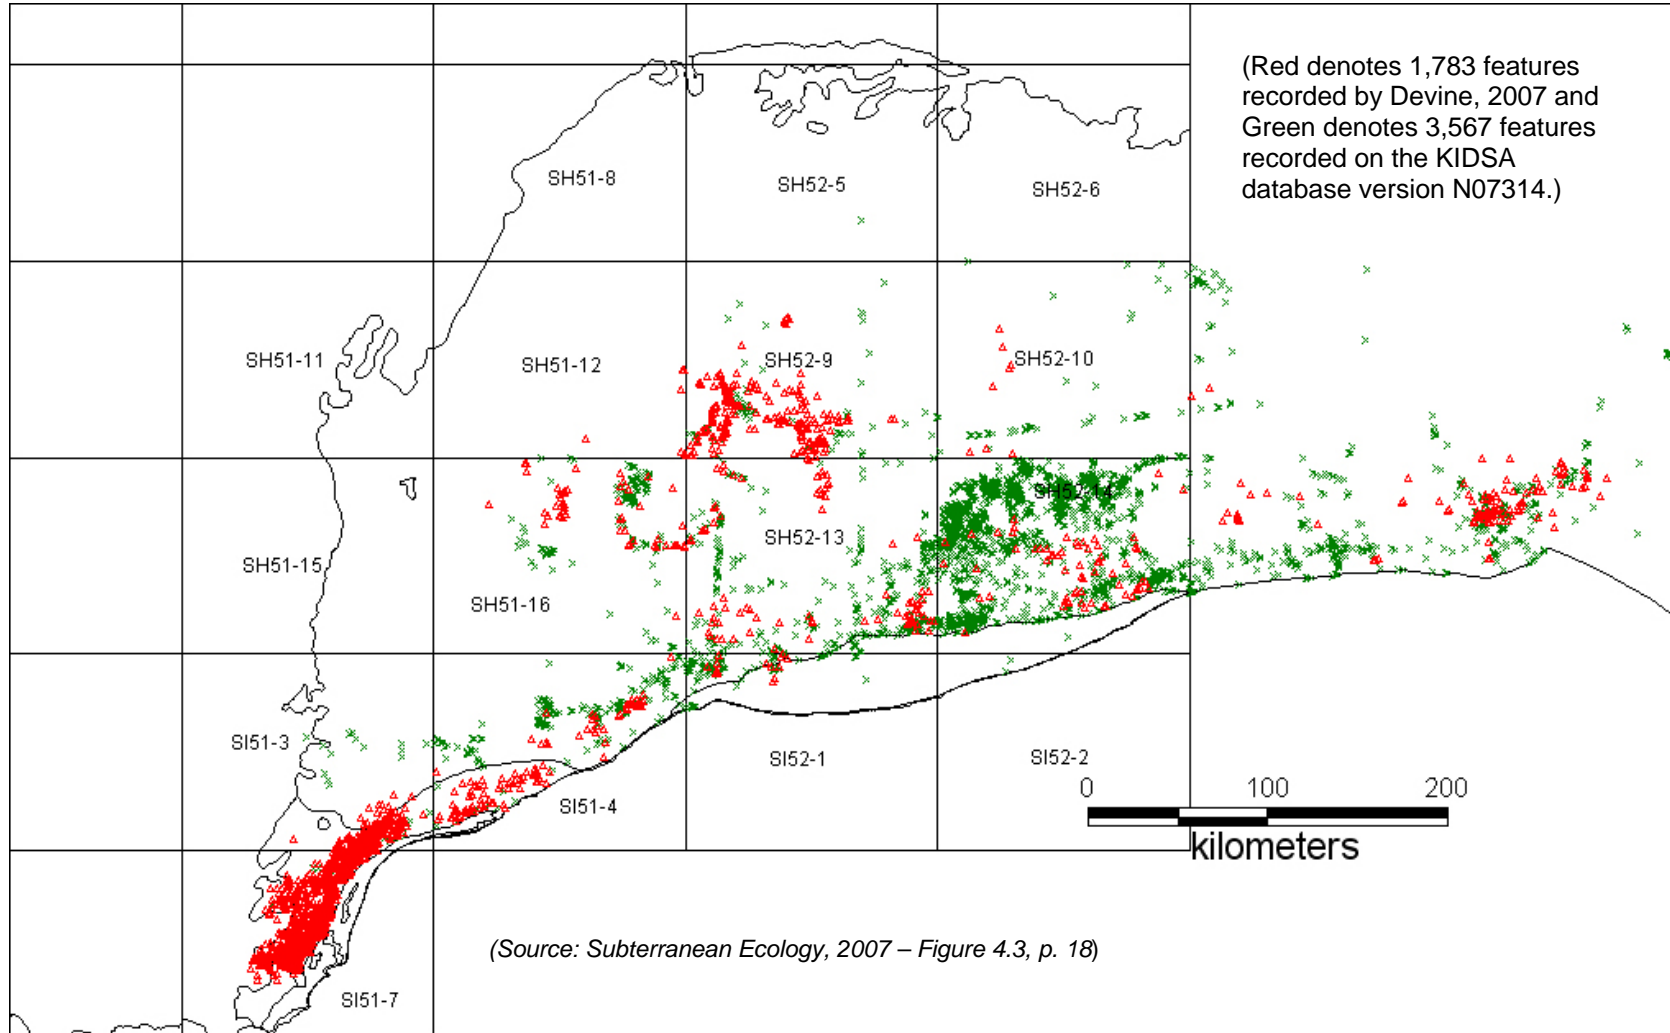 (Red denotes 1,783 features
recorded by Devine, 2007 and
Green denotes 3,567 features
recorded on the KIDSA
database version N07314.)
SH51-8
SH52-5
SH52-6
SH51-11
SH51-12
SH52-9
SH52-10
SH52-14
SH52-13
SH51-15
SH51-16
SI51-3
SI52-1
SI52-2
SI51-4
0 100 200
kilometers
(Source: Subterranean Ecology, 2007 – Figure 4.3, p. 18)
SI51-7